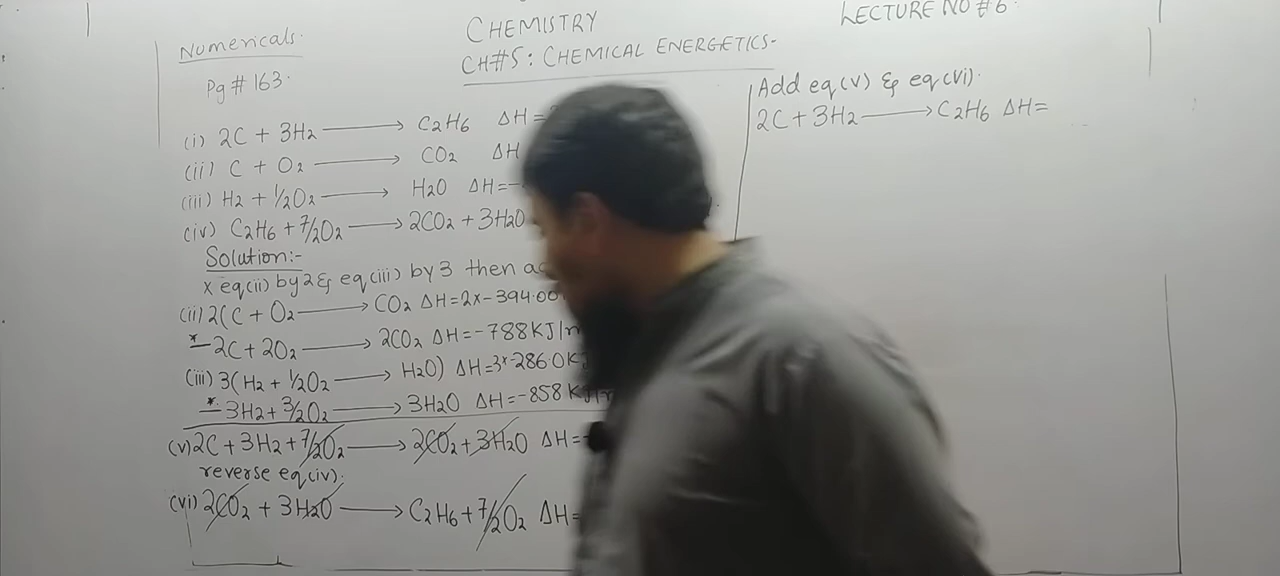 CHEMISTRY
LECTURE NO # 6
CH#5: CHEMICAL ENERGETICS-
Numericals.
Pg # 163.
(i) 2C + 3H2 → C2H6 ΔH=
(ii) C + O2 → CO2 ΔH
(iii) H2 + 1/2O2 → H2O ΔH=-
(iv) C2H6 + 7/2O2 → 2CO2 + 3H2O
Solution:-
x eq(ii) by 2 & eq(iii) by 3 then
(ii) 2(C + O2 → CO2 ΔH=2x-394.00
*-2C + 2O2 → 2CO2 ΔH=-788KJ/m
(iii) 3(H2 + 1/2O2 → H2O) ΔH=3x-286.0K
*- 3H2 + 3/2O2 → 3H2O ΔH=-858KJ/m
(v) 2C + 3H2 + 7/2O2 → 2CO2 + 3H2O ΔH=-
reverse eq(iv).
(vi) 2CO2 + 3H2O → C2H6 + 7/2O2 ΔH=
Add eq(v) & eq(vi).
2C + 3H2 → C2H6 ΔH=